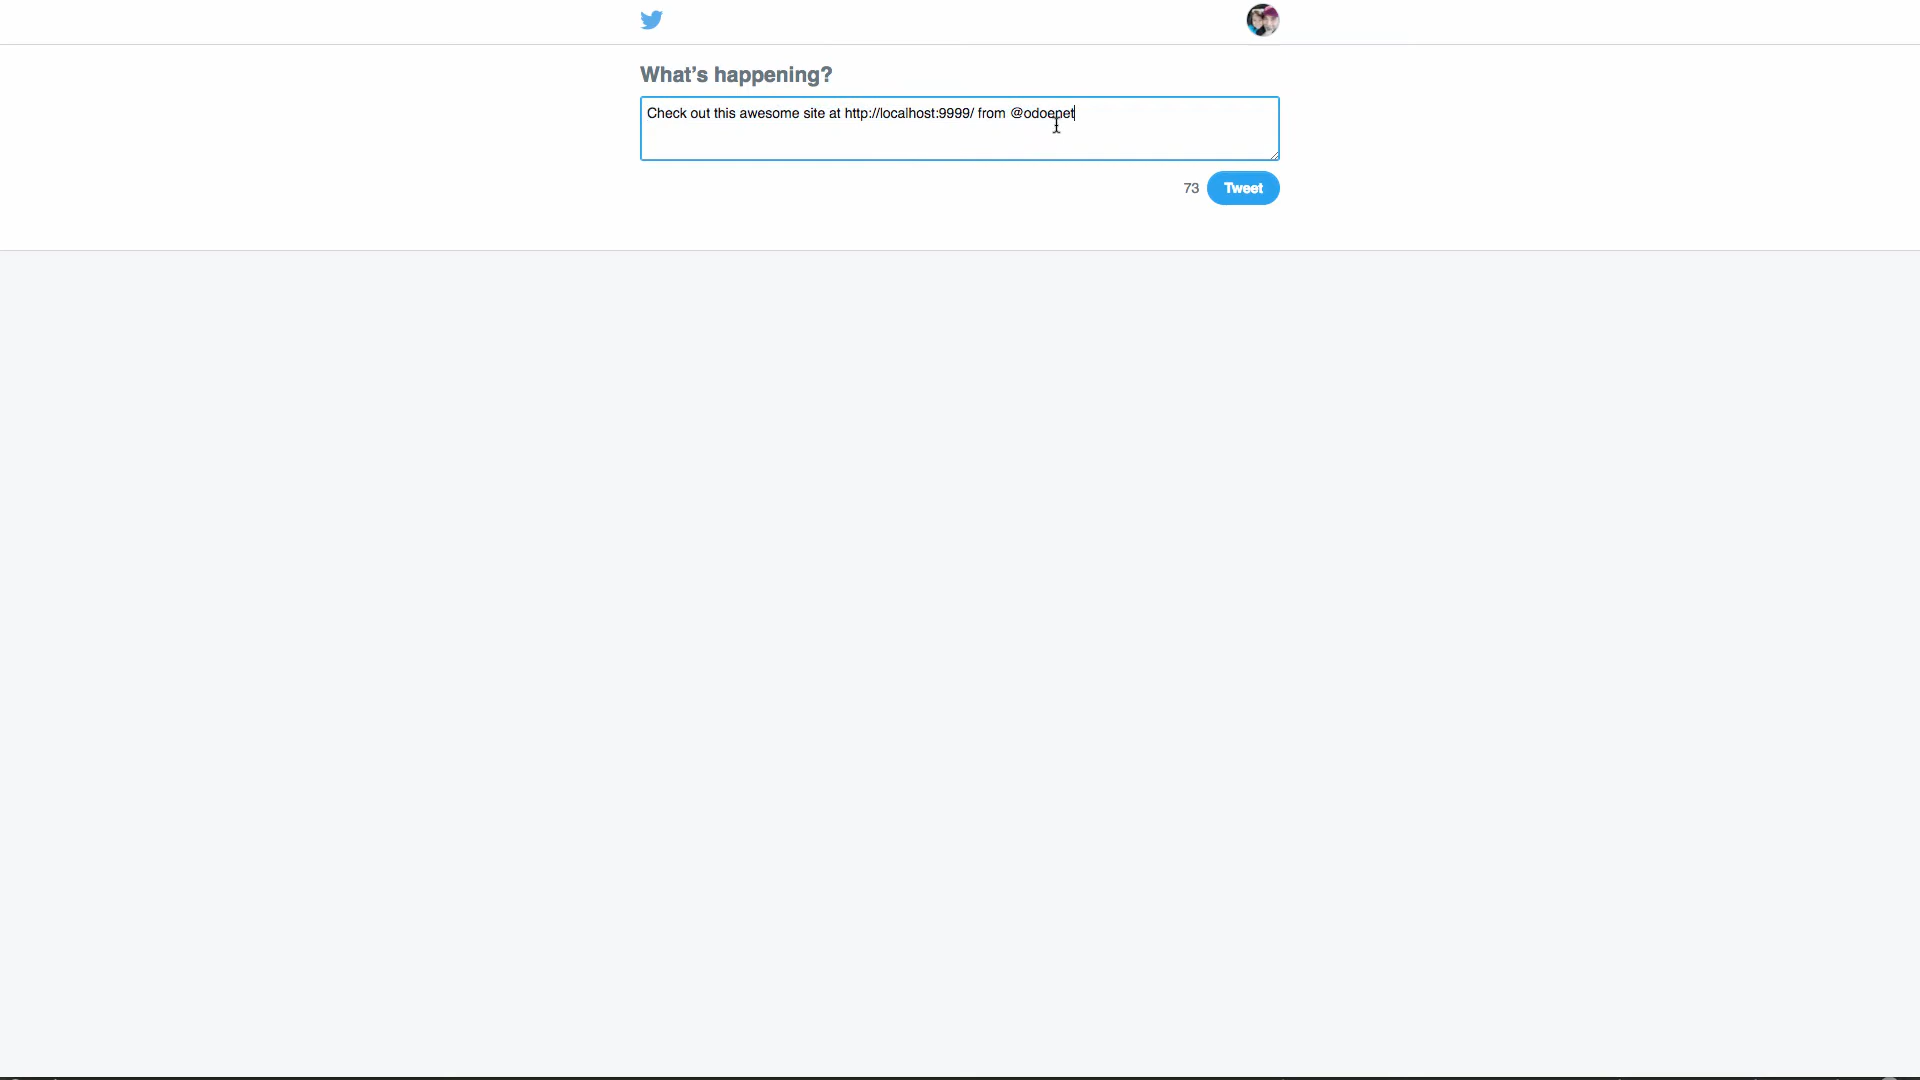 What’s happening?
Check out this awesome site at http://localhost:9999/ from @odoenet
73
Tweet